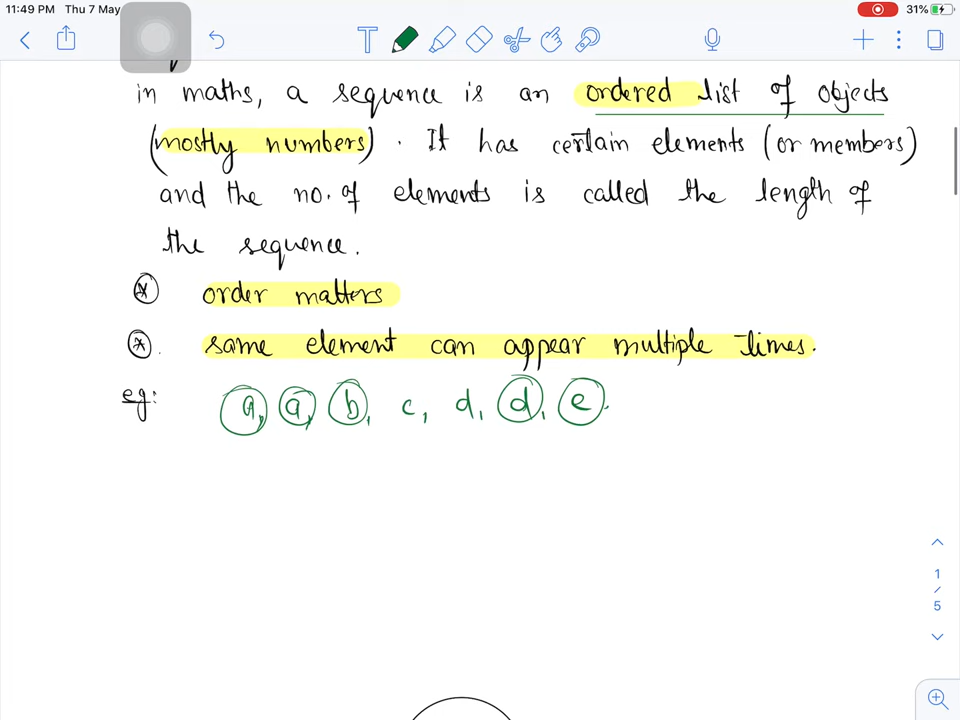 11:49 PM Thu 7 May 31%
in maths, a sequence is an ordered list of objects
(mostly numbers). It has certain elements (or members)
and the no. of elements is called the length of
the sequence.
order matters
same element can appear multiple times.
eg: a, a, b, c, d, d, e.
1
/
5